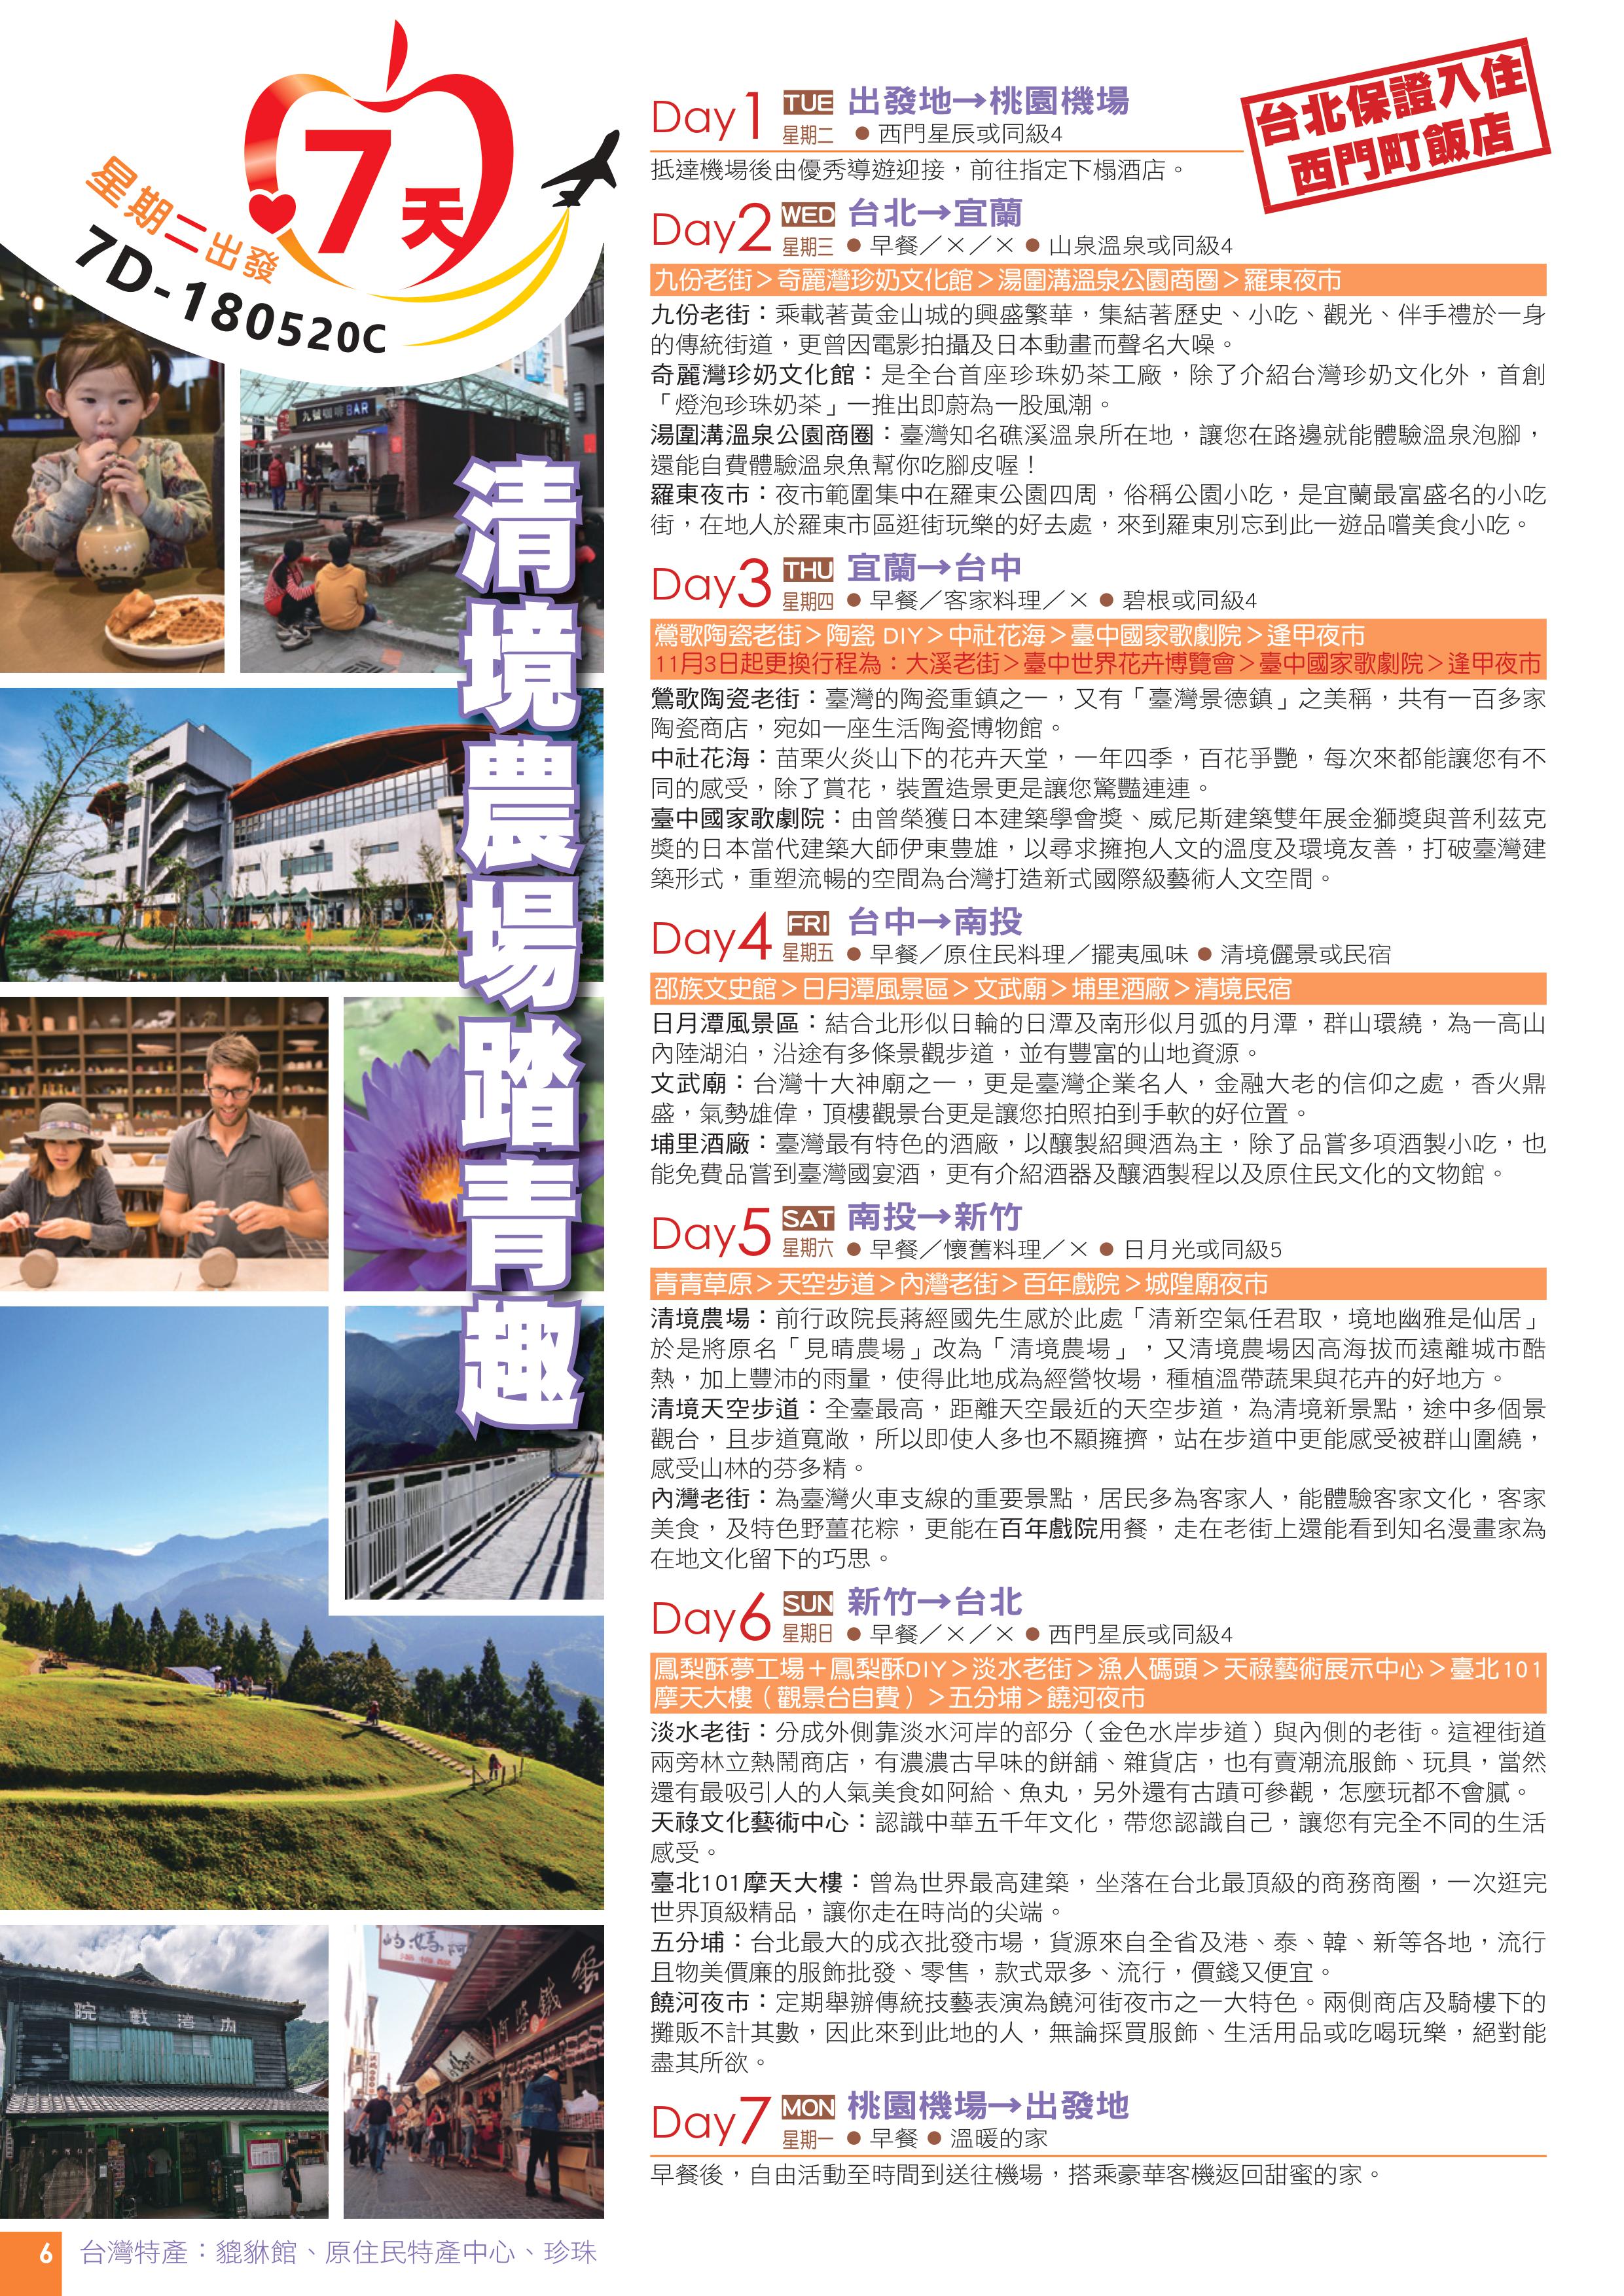 7天
星期二出發
7D-180520C
清境農場踏青趣
九號咖啡BAR
台北保證入住
西門町飯店
Day1 TUE 星期二 出發地→桃園機場
● 西門星辰或同級4
抵達機場後由優秀導遊迎接，前往指定下榻酒店。
Day2 WED 星期三 台北→宜蘭
● 早餐／×／× ● 山泉溫泉或同級4
九份老街＞奇麗灣珍奶文化館＞湯圍溝溫泉公園商圈＞羅東夜市
九份老街：乘載著黃金山城的興盛繁華，集結著歷史、小吃、觀光、伴手禮於一身
的傳統街道，更曾因電影拍攝及日本動畫而聲名大噪。
奇麗灣珍奶文化館：是全台首座珍珠奶茶工廠，除了介紹台灣珍奶文化外，首創
「燈泡珍珠奶茶」一推出即蔚為一股風潮。
湯圍溝溫泉公園商圈：臺灣知名礁溪溫泉所在地，讓您在路邊就能體驗溫泉泡腳，
還能自費體驗溫泉魚幫你吃腳皮喔！
羅東夜市：夜市範圍集中在羅東公園四周，俗稱公園小吃，是宜蘭最富盛名的小吃
街，在地人於羅東市區逛街玩樂的好去處，來到羅東別忘到此一遊品嚐美食小吃。
Day3 THU 星期四 宜蘭→台中
● 早餐／客家料理／× ● 碧根或同級4
鶯歌陶瓷老街＞陶瓷 DIY＞中社花海＞臺中國家歌劇院＞逢甲夜市
11月3日起更換行程為：大溪老街＞臺中世界花卉博覽會＞臺中國家歌劇院＞逢甲夜市
鶯歌陶瓷老街：臺灣的陶瓷重鎮之一，又有「臺灣景德鎮」之美稱，共有一百多家
陶瓷商店，宛如一座生活陶瓷博物館。
中社花海：苗栗火炎山下的花卉天堂，一年四季，百花爭艷，每次來都能讓您有不
同的感受，除了賞花，裝置造景更是讓您驚豔連連。
臺中國家歌劇院：由曾榮獲日本建築學會獎、威尼斯建築雙年展金獅獎與普利茲克
獎的日本當代建築大師伊東豊雄，以尋求擁抱人文的溫度及環境友善，打破臺灣建
築形式，重塑流暢的空間為台灣打造新式國際級藝術人文空間。
Day4 FRI 星期五 台中→南投
● 早餐／原住民料理／擺夷風味 ● 清境儷景或民宿
邵族文史館＞日月潭風景區＞文武廟＞埔里酒廠＞清境民宿
日月潭風景區：結合北形似日輪的日潭及南形似月弧的月潭，群山環繞，為一高山
內陸湖泊，沿途有多條景觀步道，並有豐富的山地資源。
文武廟：台灣十大神廟之一，更是臺灣企業名人，金融大老的信仰之處，香火鼎
盛，氣勢雄偉，頂樓觀景台更是讓您拍照拍到手軟的好位置。
埔里酒廠：臺灣最有特色的酒廠，以釀製紹興酒為主，除了品嘗多項酒製小吃，也
能免費品嘗到臺灣國宴酒，更有介紹酒器及釀酒製程以及原住民文化的文物館。
Day5 SAT 星期六 南投→新竹
● 早餐／懷舊料理／× ● 日月光或同級5
青青草原＞天空步道＞內灣老街＞百年戲院＞城隍廟夜市
清境農場：前行政院長蔣經國先生感於此處「清新空氣任君取，境地幽雅是仙居」
於是將原名「見晴農場」改為「清境農場」，又清境農場因高海拔而遠離城市酷
熱，加上豐沛的雨量，使得此地成為經營牧場，種植溫帶蔬果與花卉的好地方。
清境天空步道：全臺最高，距離天空最近的天空步道，為清境新景點，途中多個景
觀台，且步道寬敞，所以即使人多也不顯擁擠，站在步道中更能感受被群山圍繞，
感受山林的芬多精。
內灣老街：為臺灣火車支線的重要景點，居民多為客家人，能體驗客家文化，客家
美食，及特色野薑花粽，更能在百年戲院用餐，走在老街上還能看到知名漫畫家為
在地文化留下的巧思。
Day6 SUN 星期日 新竹→台北
● 早餐／×／× ● 西門星辰或同級4
鳳梨酥夢工場＋鳳梨酥DIY＞淡水老街＞漁人碼頭＞天祿藝術展示中心＞臺北101
摩天大樓（觀景台自費）＞五分埔＞饒河夜市
淡水老街：分成外側靠淡水河岸的部分（金色水岸步道）與內側的老街。這裡街道
兩旁林立熱鬧商店，有濃濃古早味的餅舖、雜貨店，也有賣潮流服飾、玩具，當然
還有最吸引人的人氣美食如阿給、魚丸，另外還有古蹟可參觀，怎麼玩都不會膩。
天祿文化藝術中心：認識中華五千年文化，帶您認識自己，讓您有完全不同的生活
感受。
臺北101摩天大樓：曾為世界最高建築，坐落在台北最頂級的商務商圈，一次逛完
世界頂級精品，讓你走在時尚的尖端。
五分埔：台北最大的成衣批發市場，貨源來自全省及港、泰、韓、新等各地，流行
且物美價廉的服飾批發、零售，款式眾多、流行，價錢又便宜。
饒河夜市：定期舉辦傳統技藝表演為饒河街夜市之一大特色。兩側商店及騎樓下的
攤販不計其數，因此來到此地的人，無論採買服飾、生活用品或吃喝玩樂，絕對能
盡其所欲。
Day7 MON 星期一 桃園機場→出發地
● 早餐 ● 溫暖的家
早餐後，自由活動至時間到送往機場，搭乘豪華客機返回甜蜜的家。
院戲灣內
的媽阿
6 台灣特產：貔貅館、原住民特產中心、珍珠